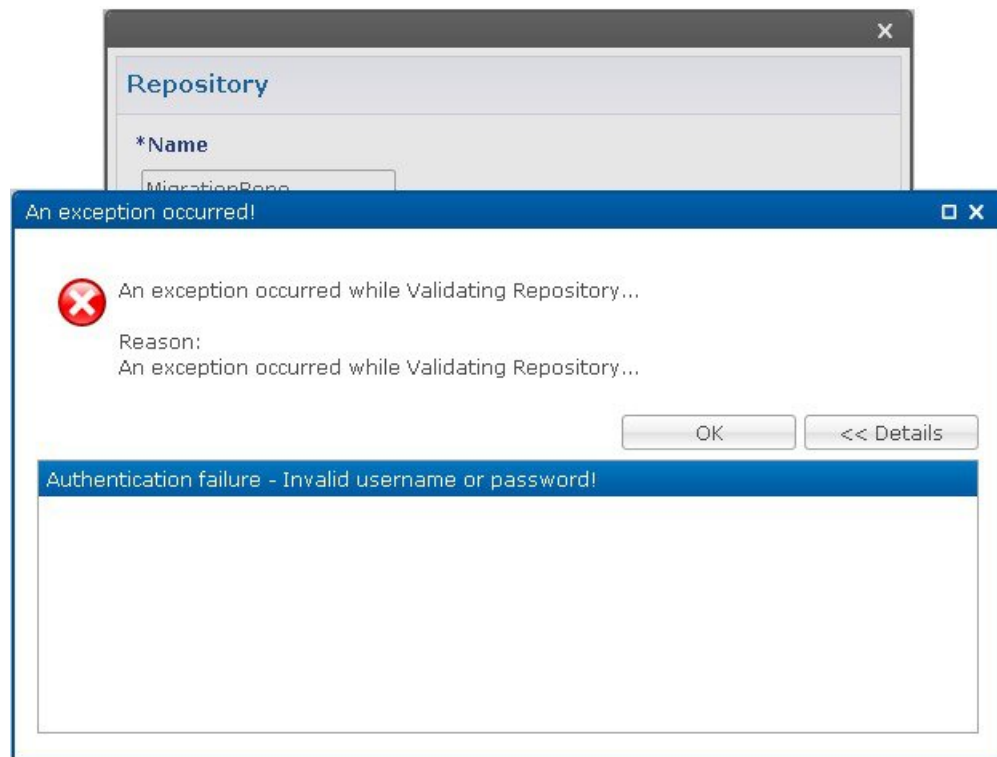 Repository
*Name
MigrationRepo
An exception occurred!
An exception occurred while Validating Repository...
Reason:
An exception occurred while Validating Repository...
OK
<< Details
Authentication failure - Invalid username or password!